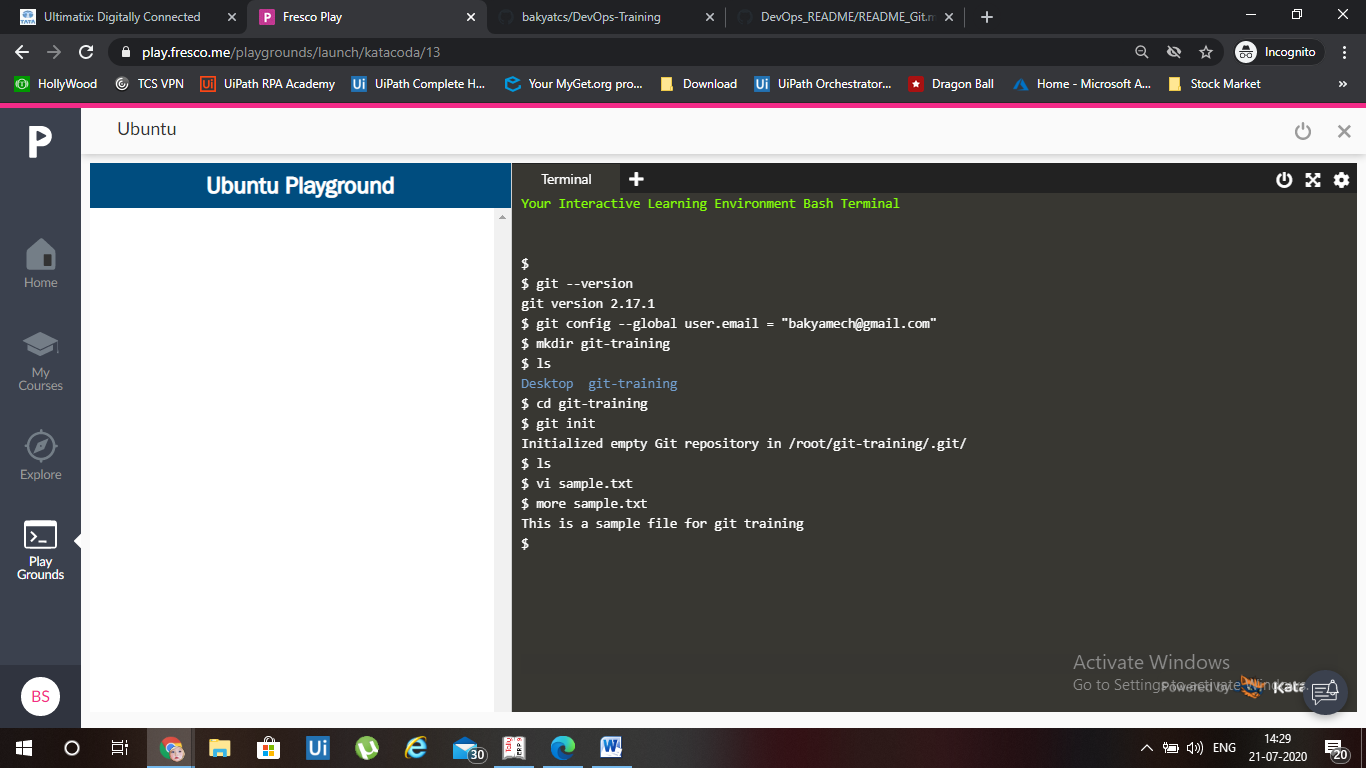 Ultimatix: Digitally Connected
Fresco Play
bakyatcs/DevOps-Training
DevOps_README/README_Git.m
play.fresco.me/playgrounds/launch/katacoda/13
Incognito
HollyWood
TCS VPN
UiPath RPA Academy
UiPath Complete H...
Your MyGet.org pro...
Download
UiPath Orchestrator...
Dragon Ball
Home - Microsoft A...
Stock Market
»
P
Ubuntu
Home
My
Courses
Explore
Play
Grounds
BS
Ubuntu Playground
Terminal
Your Interactive Learning Environment Bash Terminal
$
$ git --version
git version 2.17.1
$ git config --global user.email = "bakyamech@gmail.com"
$ mkdir git-training
$ ls
Desktop  git-training
$ cd git-training
$ git init
Initialized empty Git repository in /root/git-training/.git/
$ ls
$ vi sample.txt
$ more sample.txt
This is a sample file for git training
$
Activate Windows
Go to Settings to activate Windows.
Powered by Kata
Ui
30
ENG
14:29
21-07-2020
20